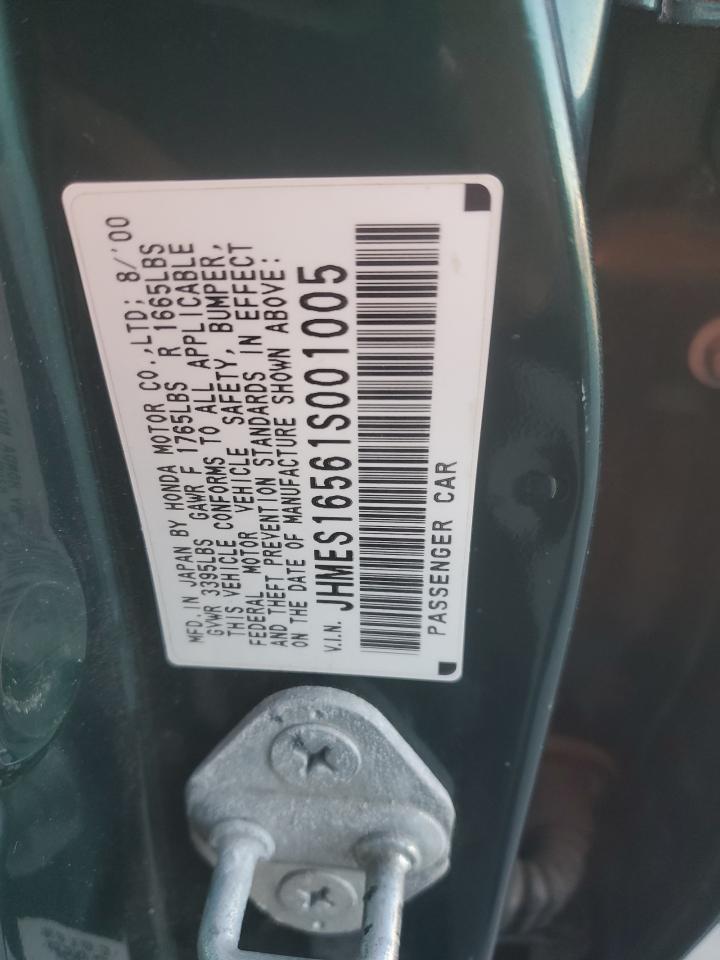 MFD. IN JAPAN BY HONDA MOTOR CO.,LTD; 8/'00
GVWR 3395LBS GAWR F 1765LBS R 1665LBS
THIS VEHICLE CONFORMS TO ALL APPLICABLE
FEDERAL MOTOR VEHICLE SAFETY, BUMPER,
AND THEFT PREVENTION STANDARDS IN EFFECT
ON THE DATE OF MANUFACTURE SHOWN ABOVE:
V.I.N. JHMES16561S001005
PASSENGER CAR